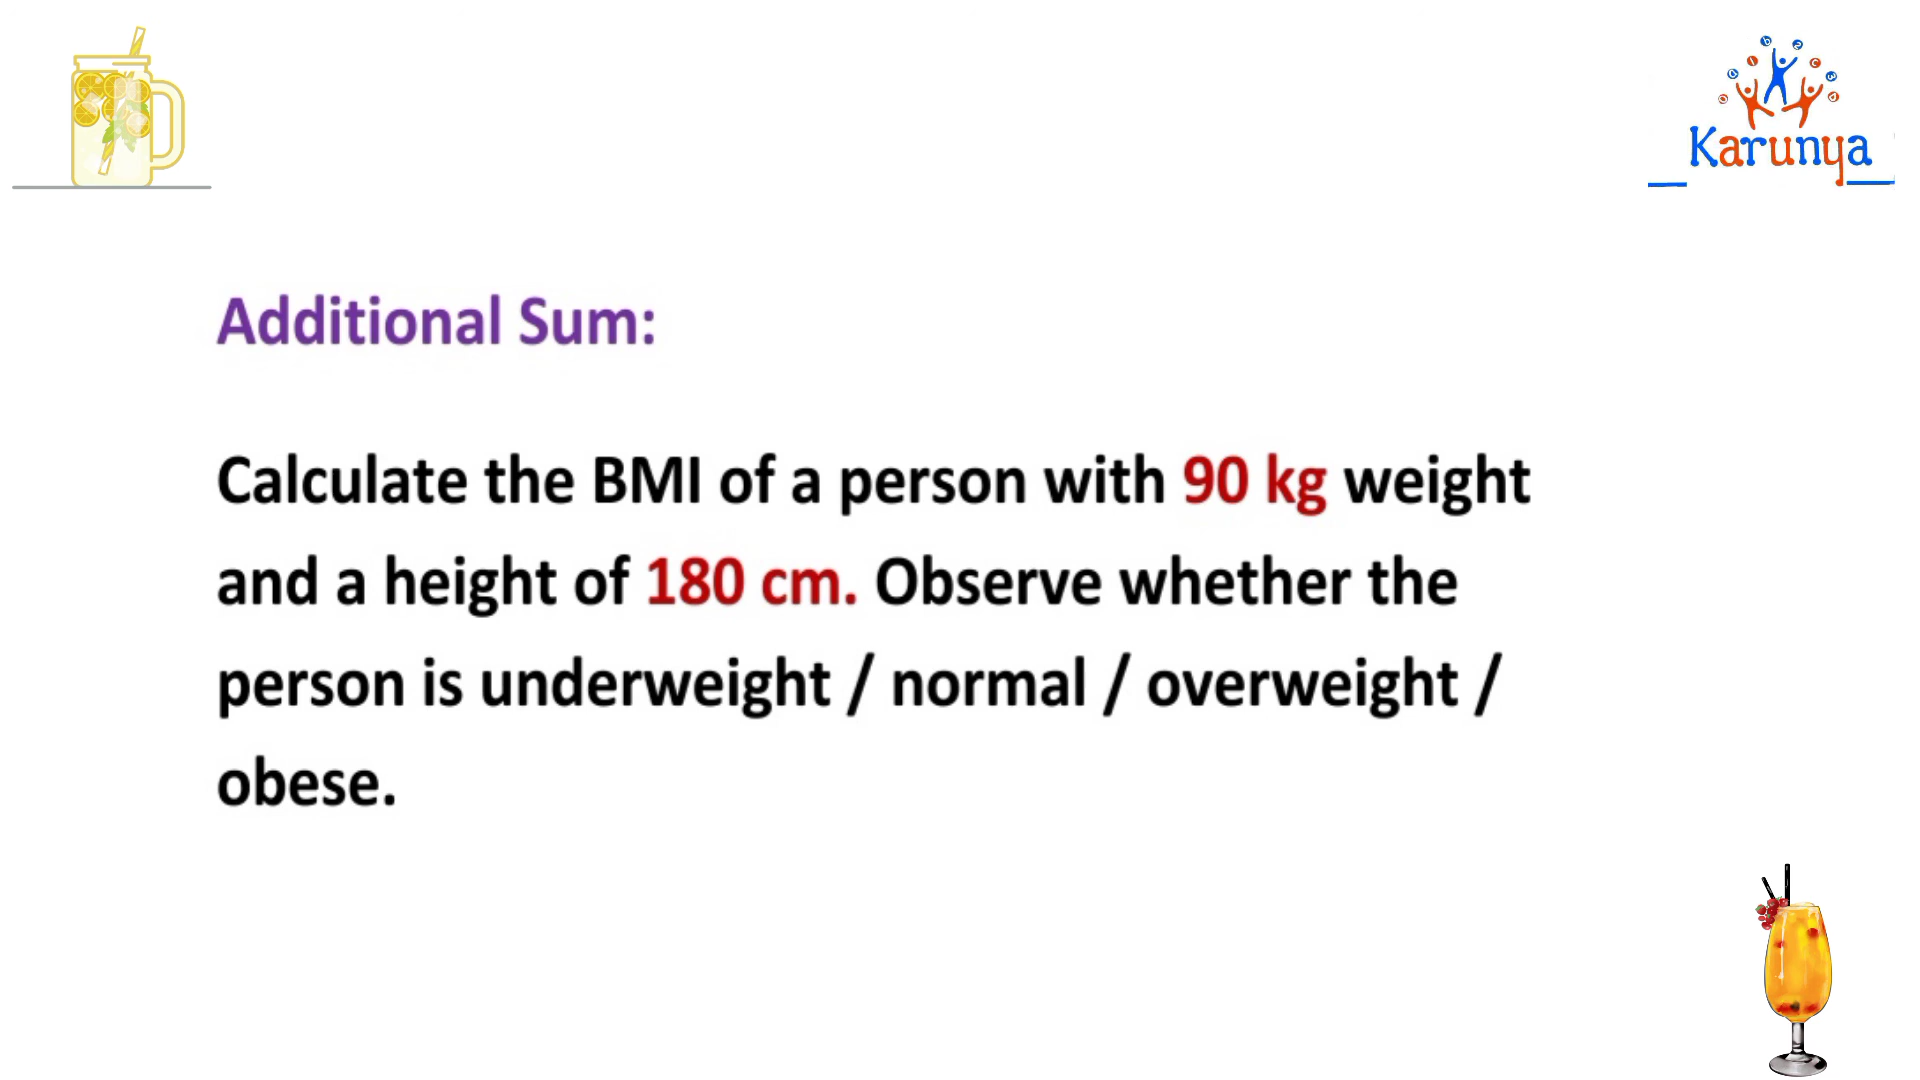 Karunya
Additional Sum:
Calculate the BMI of a person with 90 kg weight
and a height of 180 cm. Observe whether the
person is underweight / normal / overweight /
obese.